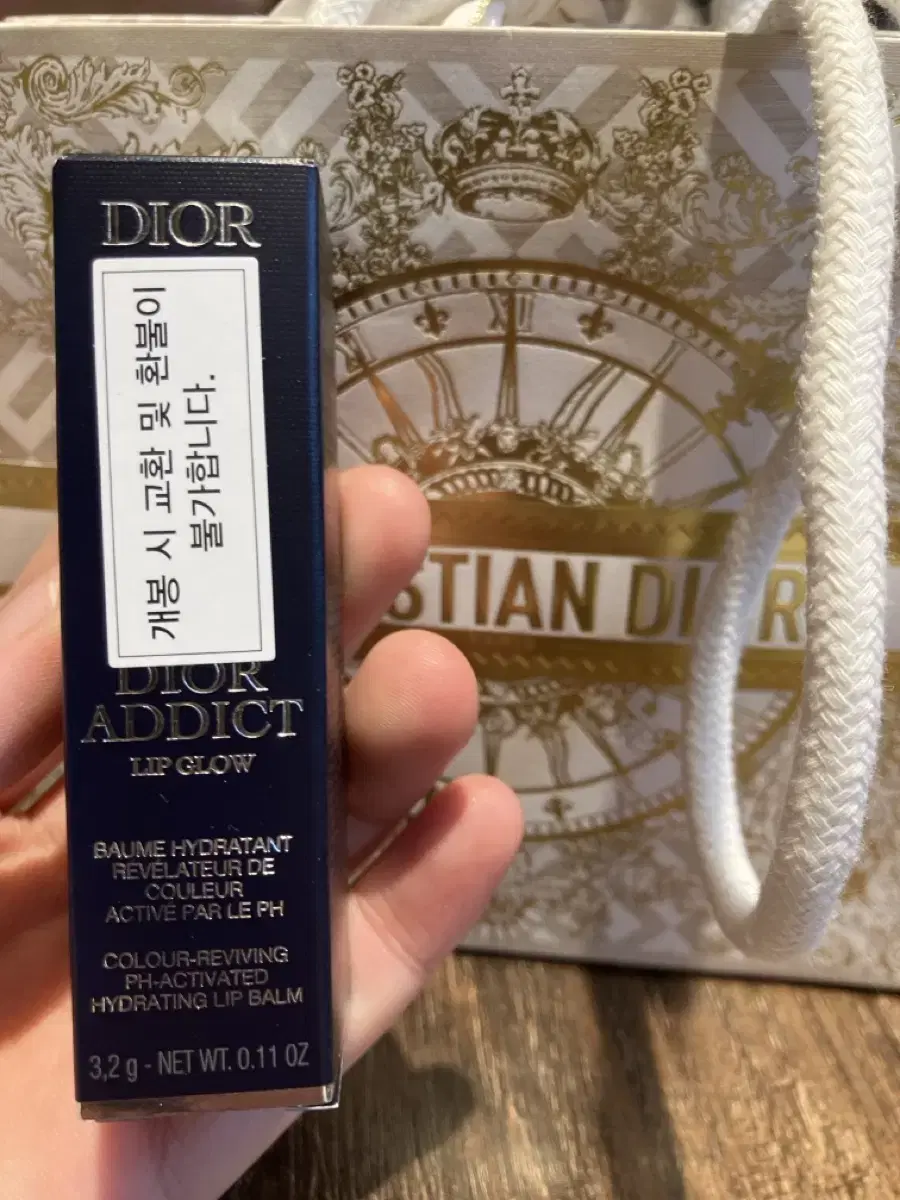 DIOR
개봉 시 교환 및 환불이
불가합니다.
DIOR
ADDICT
LIP GLOW
BAUME HYDRATANT
RÉVÉLATEUR DE
COULEUR
ACTIVÉ PAR LE PH
COLOUR-REVIVING
PH-ACTIVATED
HYDRATING LIP BALM
3,2 g - NET WT. 0.11 OZ
STIAN DIOR